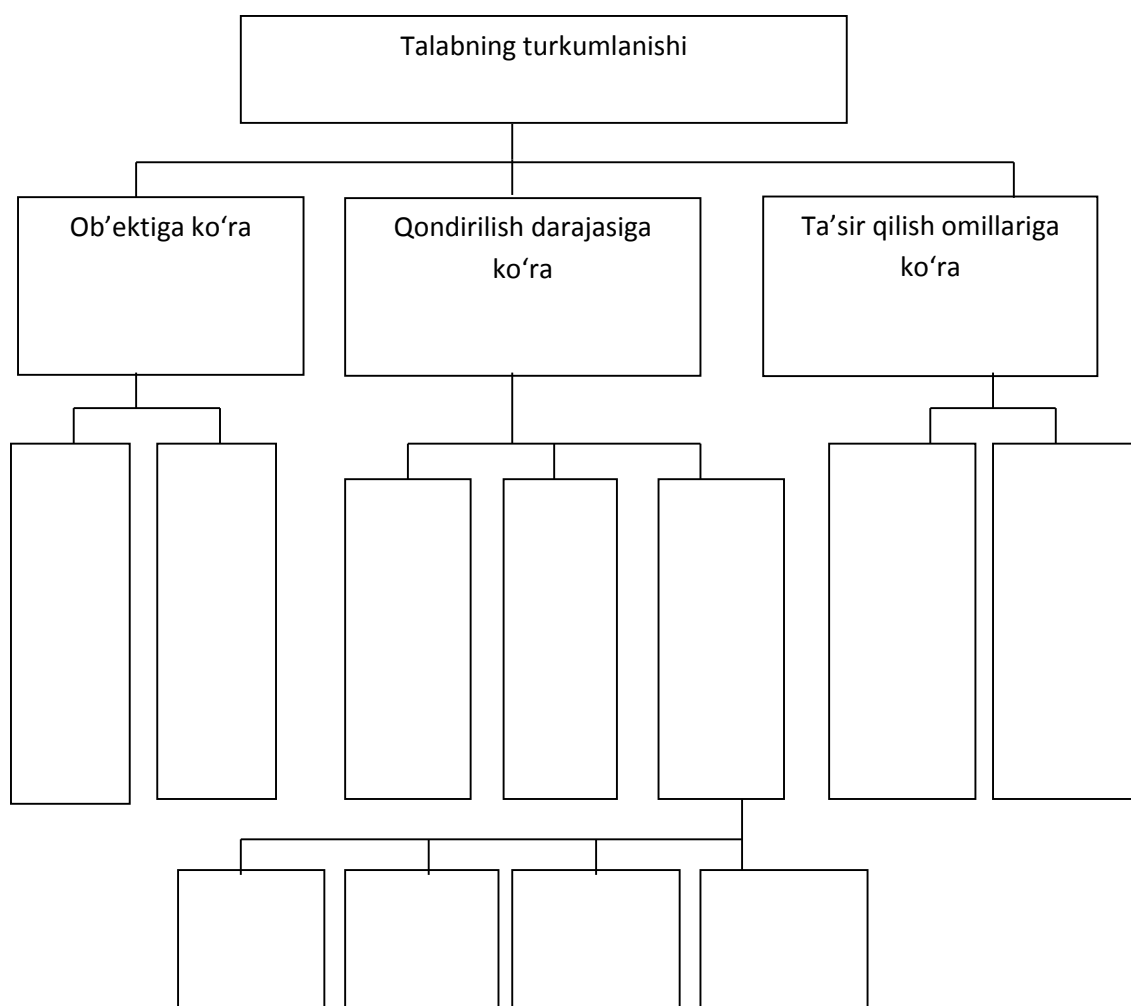 Talabning turkumlanishi
Ob’ektiga ko‘ra
Qondirilish darajasiga
ko‘ra
Ta’sir qilish omillariga
ko‘ra